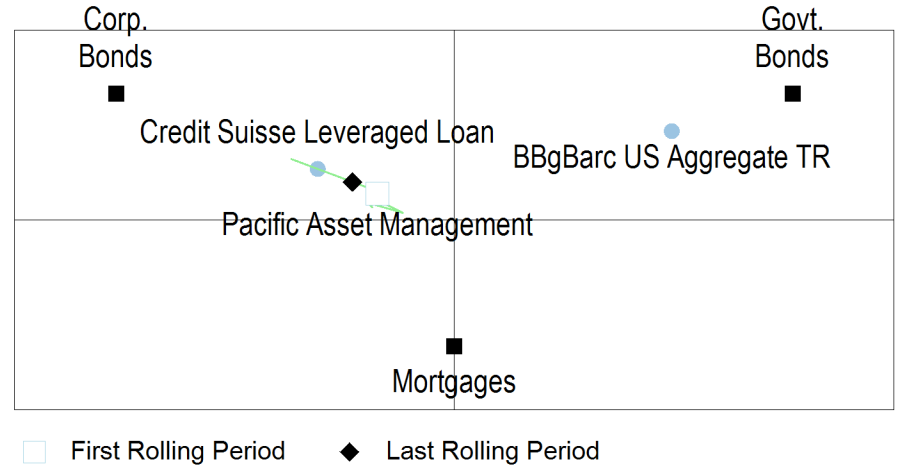 Corp.
Bonds
Govt.
Bonds
Credit Suisse Leveraged Loan
BBgBarc US Aggregate TR
Pacific Asset Management
Mortgages
First Rolling Period
Last Rolling Period